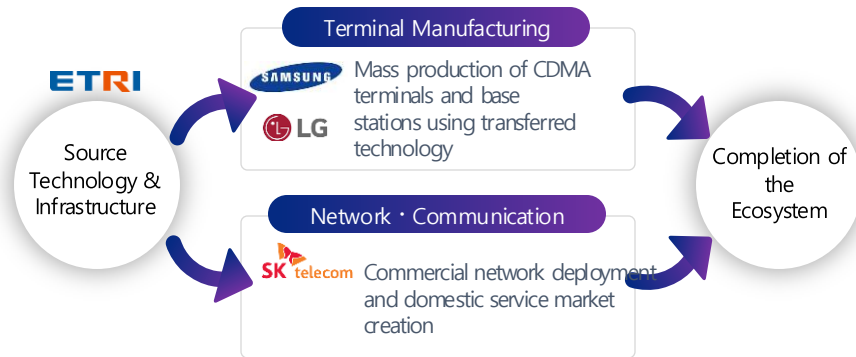 ETRI
Source
Technology &
Infrastructure
Terminal Manufacturing
SAMSUNG
LG
Mass production of CDMA
terminals and base
stations using transferred
technology
Network · Communication
SK telecom
Commercial network deployment
and domestic service market
creation
Completion of
the
Ecosystem